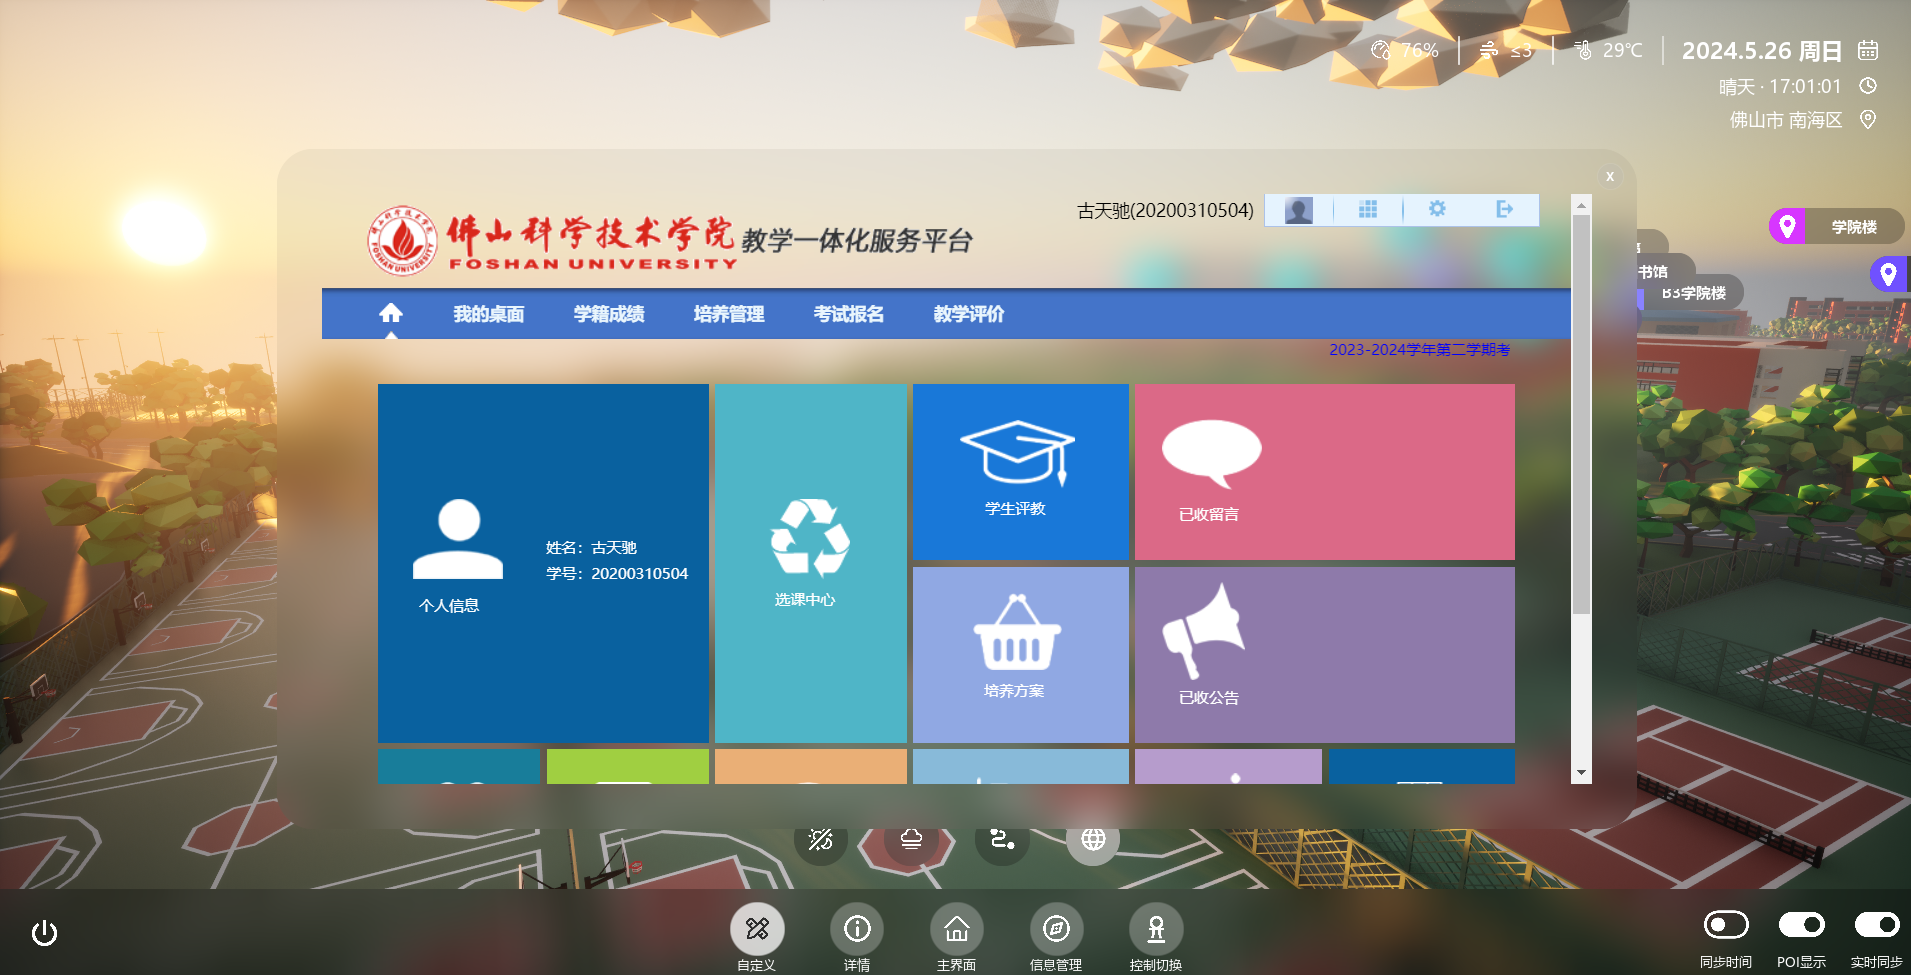 76%
≤3
29℃
2024.5.26 周日
晴天 · 17:01:01
佛山市 南海区
x
古天驰(20200310504)
佛山科学技术学院
FOSHAN UNIVERSITY
教学一体化服务平台
学院楼
书馆
B3学院楼
我的桌面
学籍成绩
培养管理
考试报名
教学评价
2023-2024学年第二学期考
姓名：古天驰
学号：20200310504
个人信息
选课中心
学生评教
已收留言
培养方案
已收公告
自定义
详情
主界面
信息管理
控制切换
同步时间
POI显示
实时同步